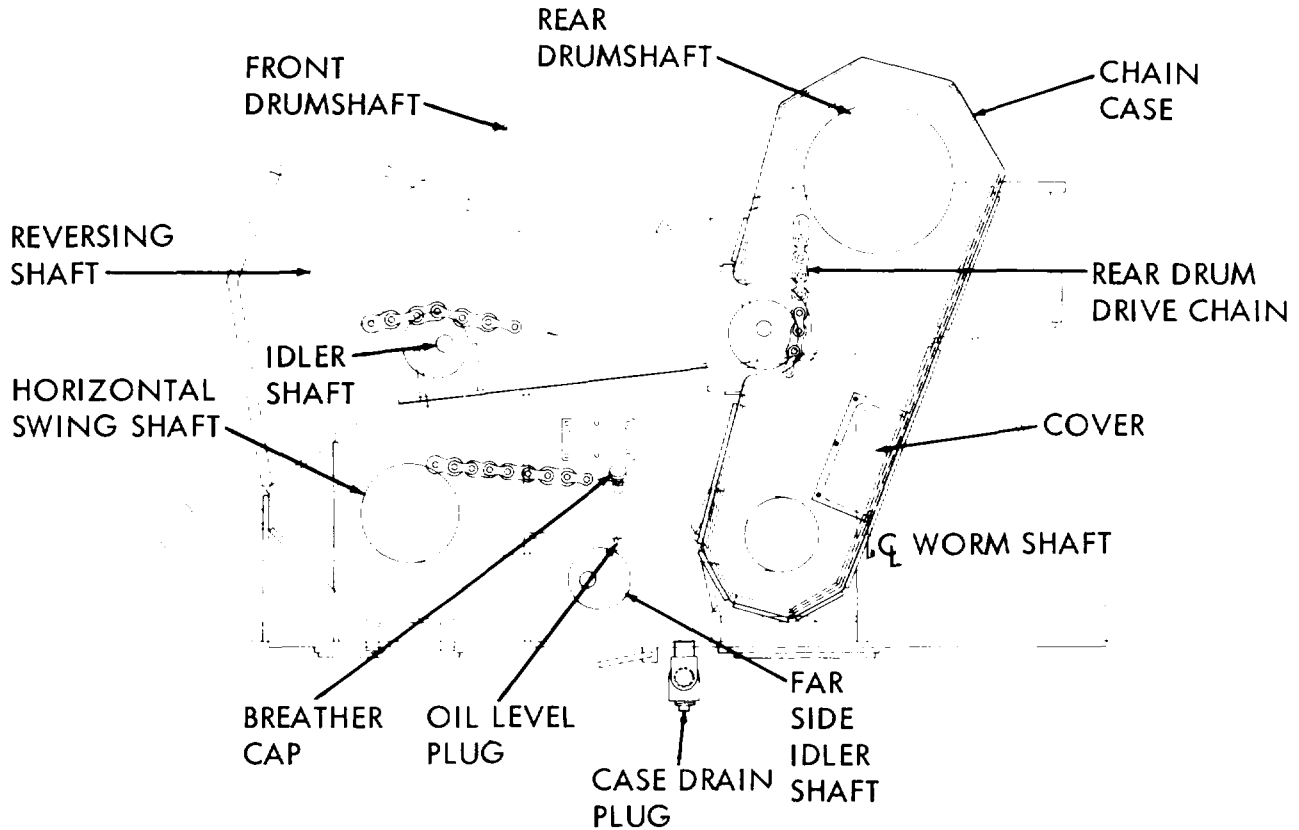 REAR
DRUMSHAFT
FRONT
DRUMSHAFT
CHAIN
CASE
REVERSING
SHAFT
REAR DRUM
DRIVE CHAIN
IDLER
SHAFT
HORIZONTAL
SWING SHAFT
COVER
℄ WORM SHAFT
BREATHER
CAP
OIL LEVEL
PLUG
CASE DRAIN
PLUG
FAR
SIDE
IDLER
SHAFT